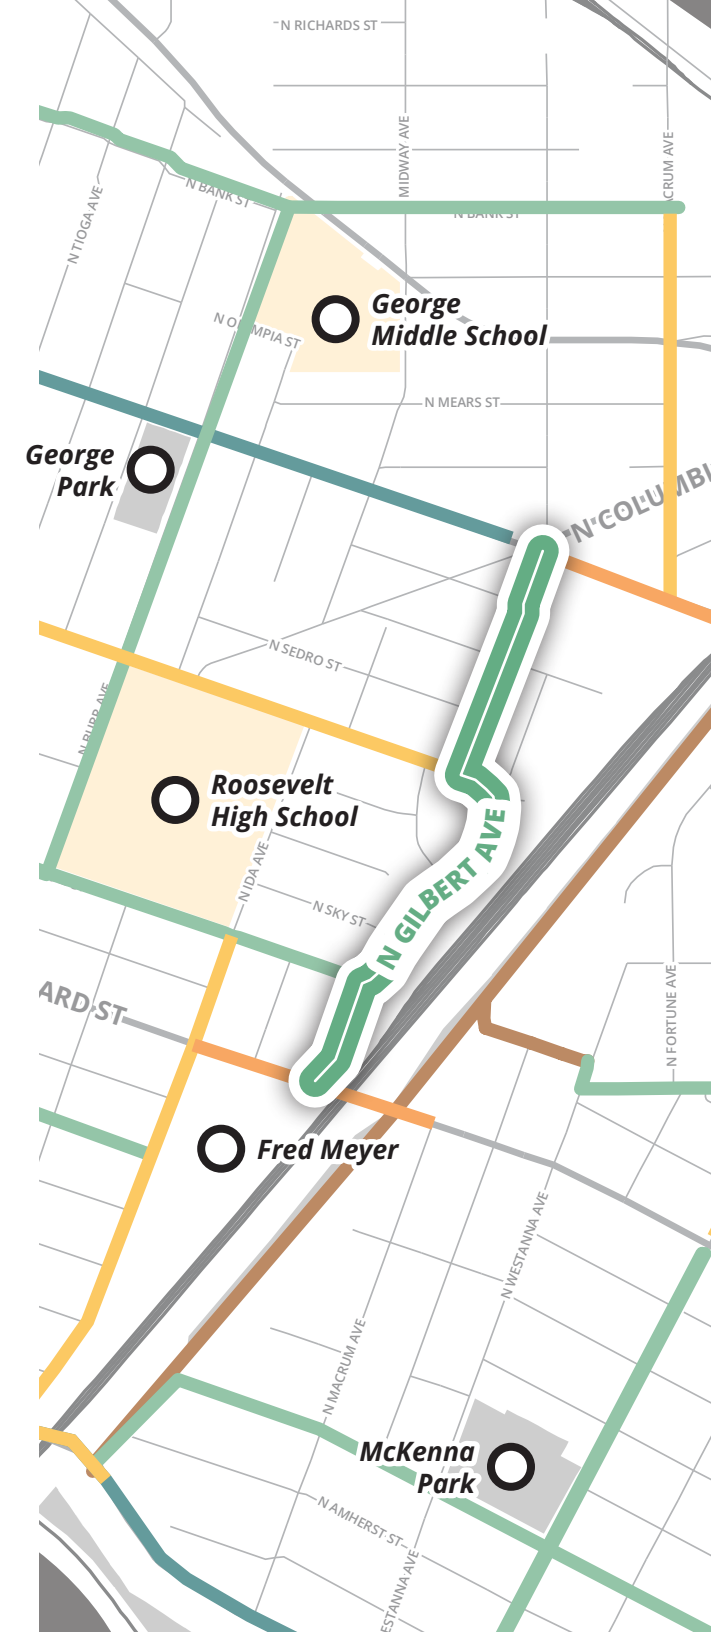 N RICHARDS ST
MIDWAY AVE
CRUM AVE
N BANK ST
N BANK ST
N TIOGA AVE
George
Middle School
N O MPIA ST
N MEARS ST
George
Park
N COLUMBI
N SEDRO ST
N BURR AVE
Roosevelt
High School
N GILBERT AVE
N IDA AVE
N SKY ST
ARD ST
N FORTUNE AVE
Fred Meyer
N WESTANNA AVE
N MACRUM AVE
McKenna
Park
N AMHERST ST
ESTANNA AVE